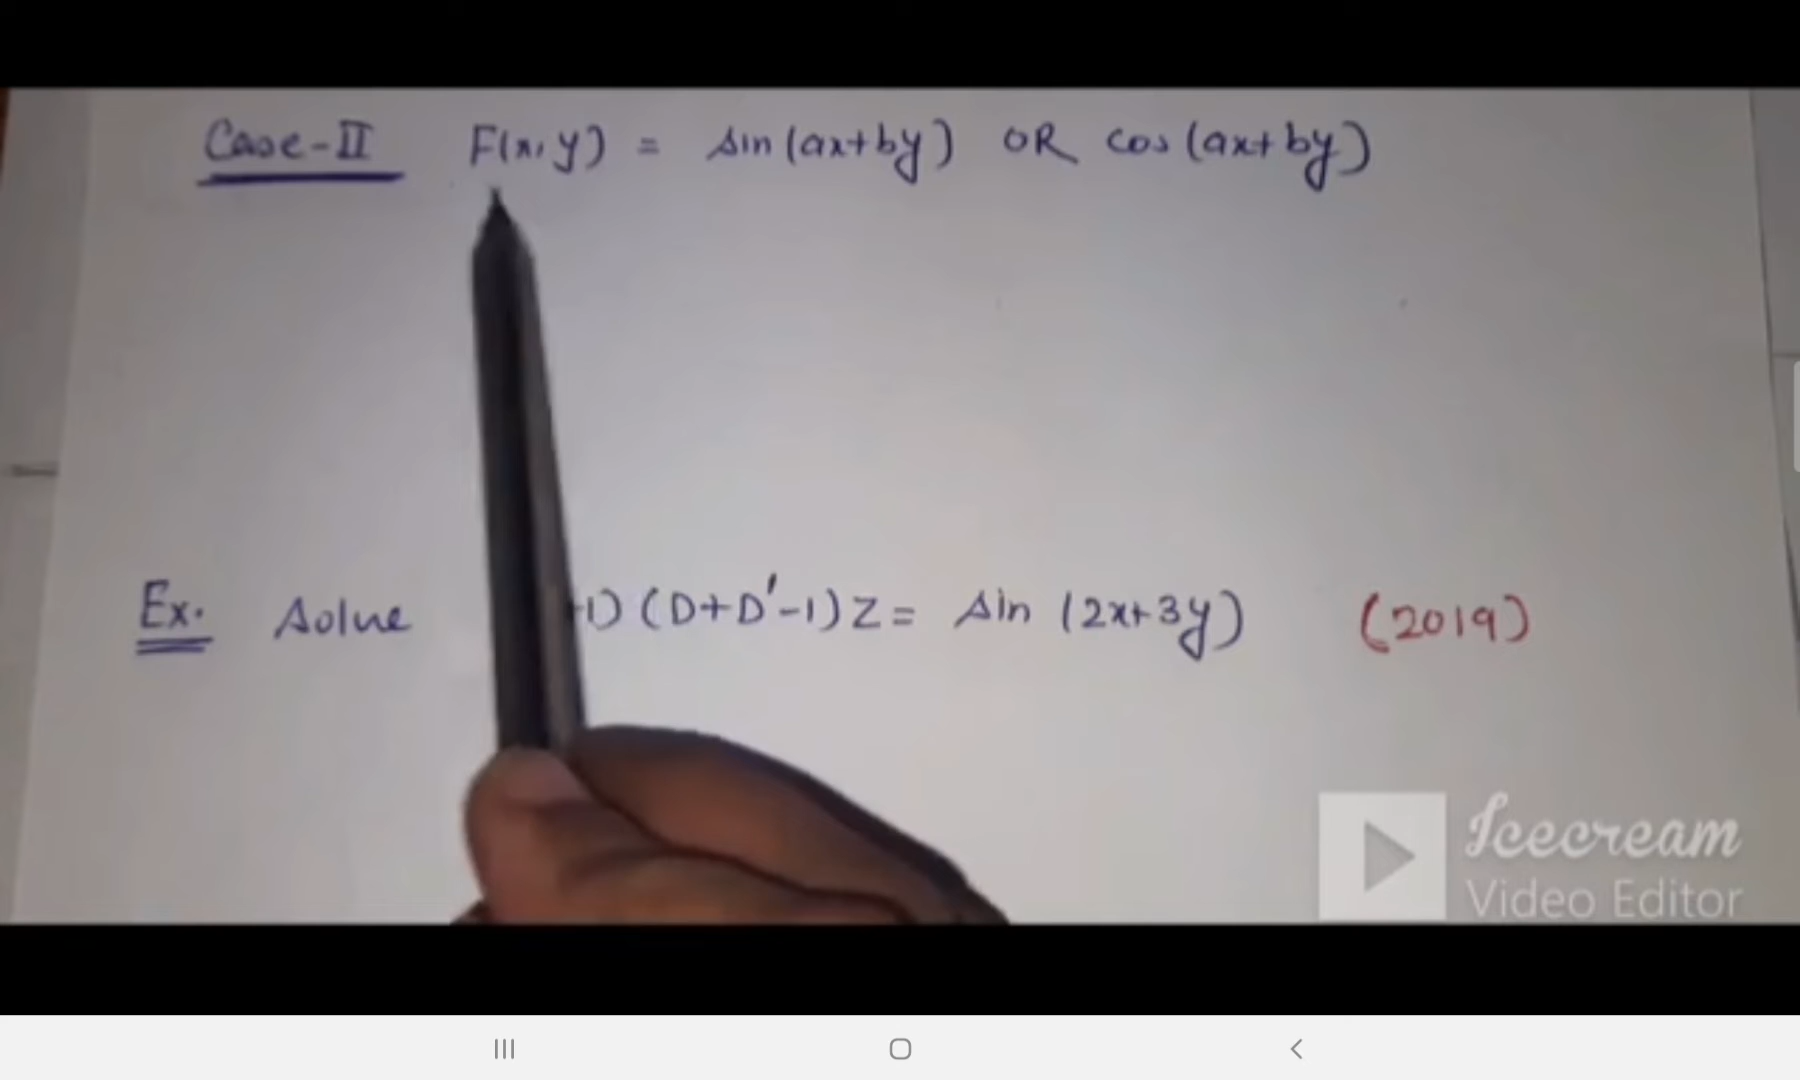 Case-II F(x,y) = sin(ax+by) OR cos(ax+by)
Ex. Solve -1)(D+D'-1)Z = sin (2x+3y) (2019)
Icecream
Video Editor